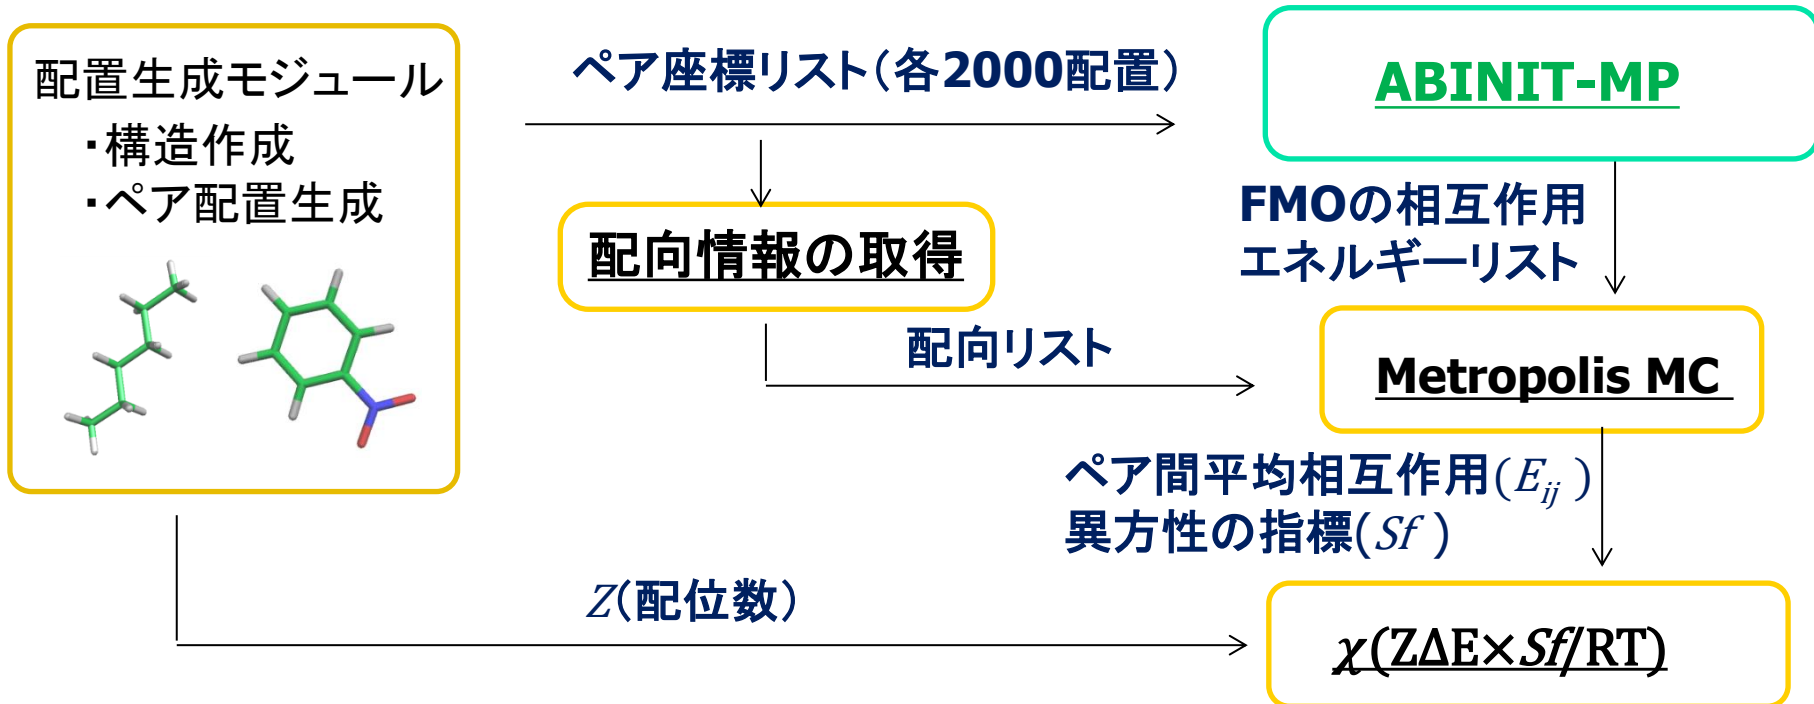 配置生成モジュール
・構造作成
・ペア配置生成
ペア座標リスト(各2000配置)
ABINIT-MP
配向情報の取得
FMOの相互作用
エネルギーリスト
配向リスト
Metropolis MC
ペア間平均相互作用(Eij )
異方性の指標(Sf )
Z(配位数)
χ(ZΔE×Sf/RT)